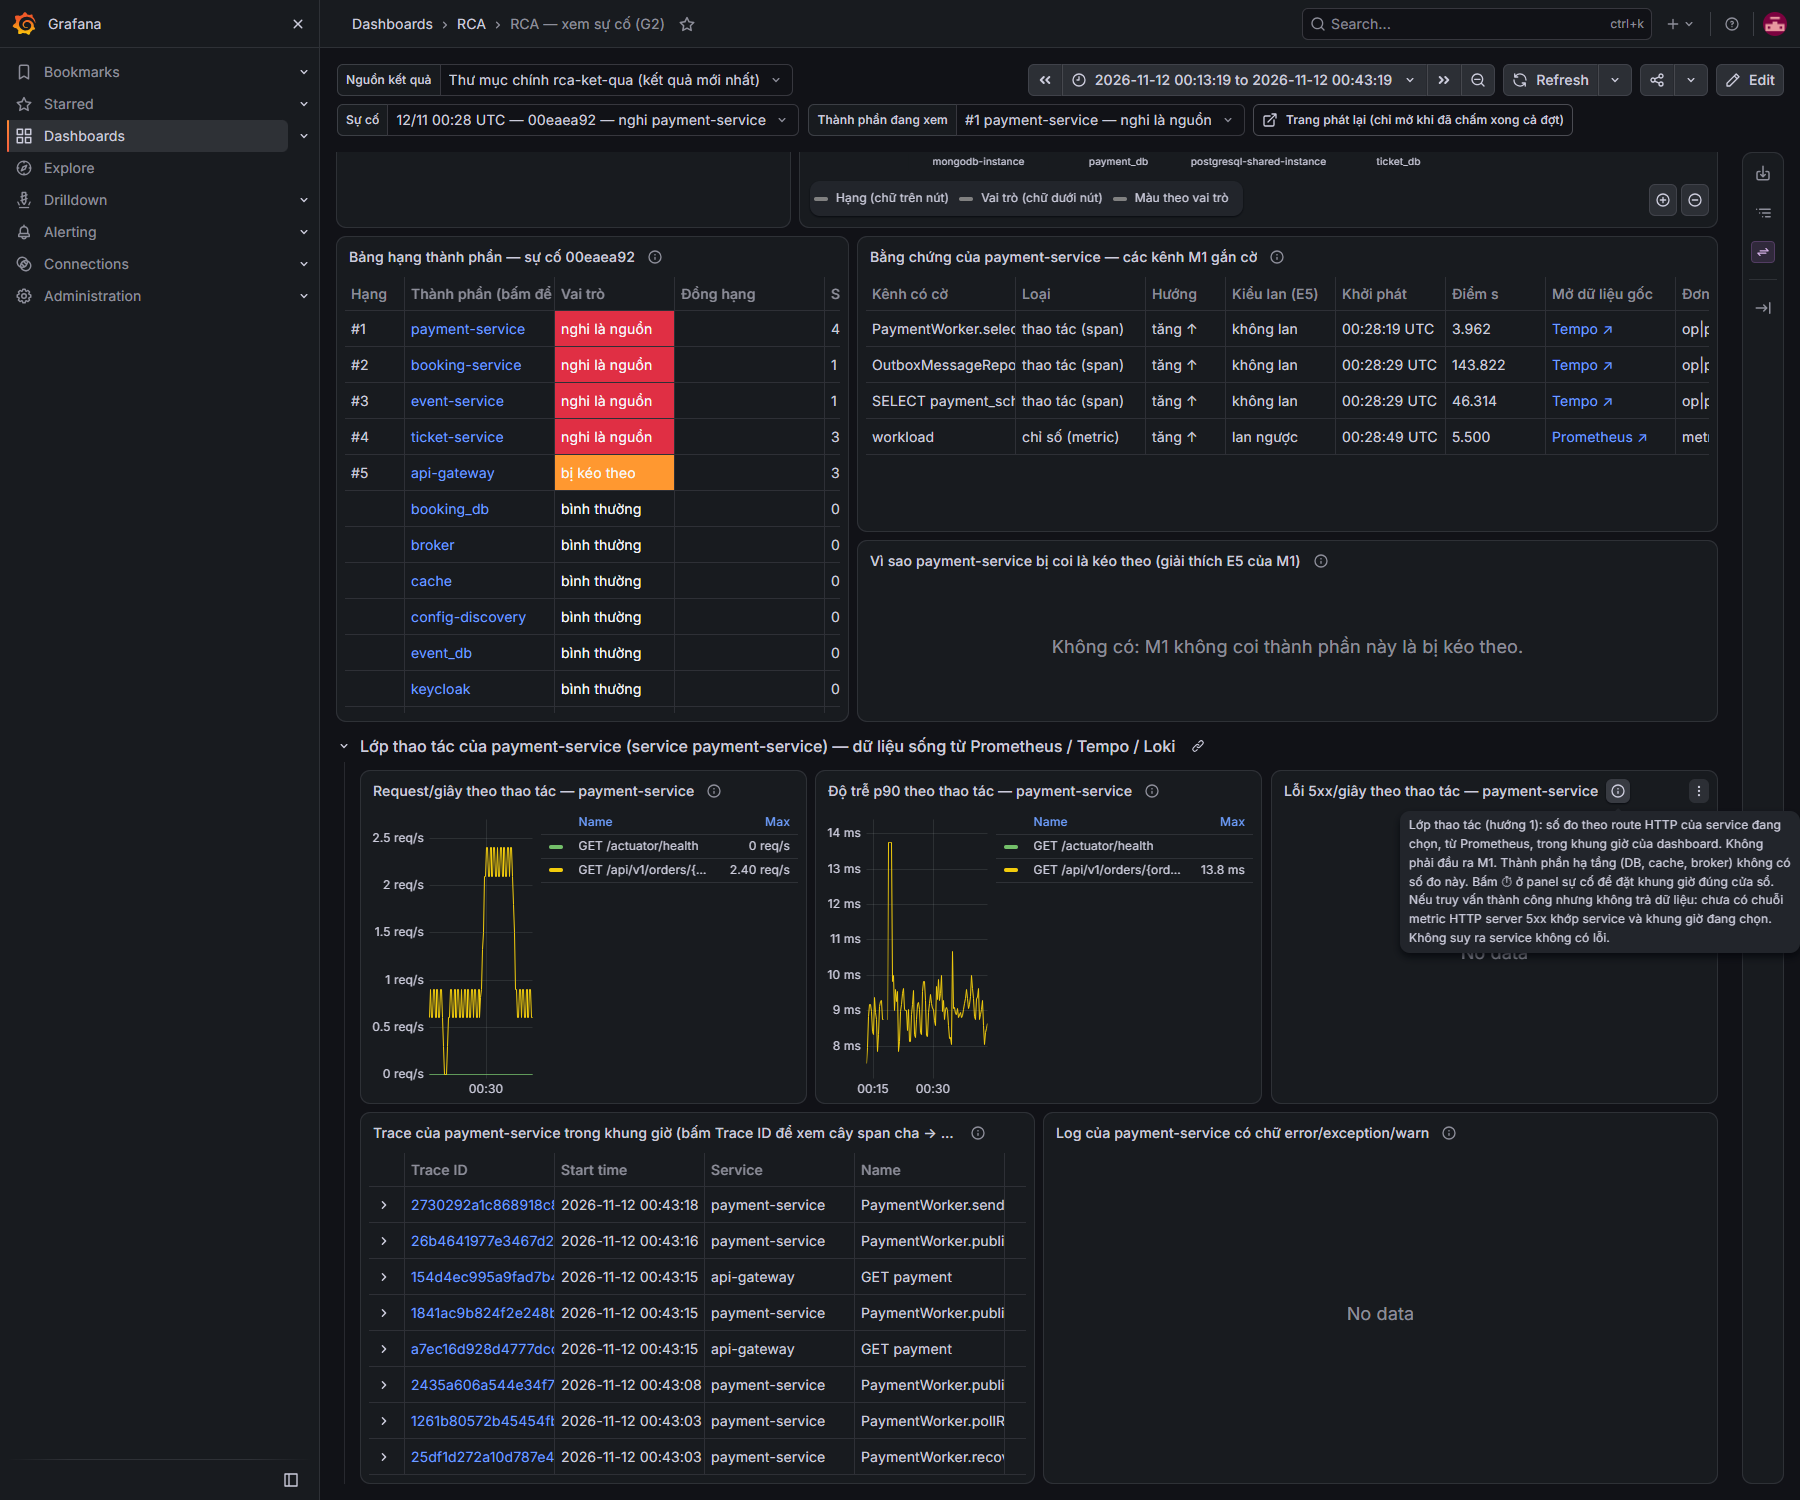 Grafana
Dashboards › RCA › RCA — xem sự cố (G2)
Search...
ctrl+k
Bookmarks
Starred
Dashboards
Explore
Drilldown
Alerting
Connections
Administration
Nguồn kết quả
Thư mục chính rca-ket-qua (kết quả mới nhất)
2026-11-12 00:13:19 to 2026-11-12 00:43:19
Refresh
Edit
Sự cố
12/11 00:28 UTC — 00eaea92 — nghi payment-service
Thành phần đang xem
#1 payment-service — nghi là nguồn
Trang phát lại (chỉ mở khi đã chấm xong cả đợt)
mongodb-instance
payment_db
postgresql-shared-instance
ticket_db
Hạng (chữ trên nút)
Vai trò (chữ dưới nút)
Màu theo vai trò
Bảng hạng thành phần — sự cố 00eaea92
Hạng Thành phần (bấm để Vai trò Đồng hạng S
#1 payment-service nghi là nguồn 4
#2 booking-service nghi là nguồn 1
#3 event-service nghi là nguồn 1
#4 ticket-service nghi là nguồn 3
#5 api-gateway bị kéo theo 3
booking_db bình thường 0
broker bình thường 0
cache bình thường 0
config-discovery bình thường 0
event_db bình thường 0
keycloak bình thường 0
Bằng chứng của payment-service — các kênh M1 gắn cờ
Kênh có cờ Loại Hướng Kiểu lan (E5) Khởi phát Điểm s Mở dữ liệu gốc Đơn
PaymentWorker.selec thao tác (span) tăng ↑ không lan 00:28:19 UTC 3.962 Tempo ↗ op|p
OutboxMessageRepo thao tác (span) tăng ↑ không lan 00:28:29 UTC 143.822 Tempo ↗ op|p
SELECT payment_sch thao tác (span) tăng ↑ không lan 00:28:29 UTC 46.314 Tempo ↗ op|p
workload chỉ số (metric) tăng ↑ lan ngược 00:28:49 UTC 5.500 Prometheus ↗ met
Vì sao payment-service bị coi là kéo theo (giải thích E5 của M1)
Không có: M1 không coi thành phần này là bị kéo theo.
Lớp thao tác của payment-service (service payment-service) — dữ liệu sống từ Prometheus / Tempo / Loki
Request/giây theo thao tác — payment-service
2.5 req/s
2 req/s
1.5 req/s
1 req/s
0.5 req/s
0 req/s
00:30
Name Max
GET /actuator/health 0 req/s
GET /api/v1/orders/{... 2.40 req/s
Độ trễ p90 theo thao tác — payment-service
14 ms
13 ms
12 ms
11 ms
10 ms
9 ms
8 ms
00:15 00:30
Name Max
GET /actuator/health
GET /api/v1/orders/{ord... 13.8 ms
Lỗi 5xx/giây theo thao tác — payment-service
Lớp thao tác (hướng 1): số đo theo route HTTP của service đang
chọn, từ Prometheus, trong khung giờ của dashboard. Không
phải đầu ra M1. Thành phần hạ tầng (DB, cache, broker) không có
số đo này. Bấm ⏱ ở panel sự cố để đặt khung giờ đúng cửa sổ.
Nếu truy vấn thành công nhưng không trả dữ liệu: chưa có chuỗi
metric HTTP server 5xx khớp service và khung giờ đang chọn.
Không suy ra service không có lỗi.
No data
Trace của payment-service trong khung giờ (bấm Trace ID để xem cây span cha → ...
Trace ID Start time Service Name
2730292a1c868918c8 2026-11-12 00:43:18 payment-service PaymentWorker.send
26b4641977e3467d2 2026-11-12 00:43:16 payment-service PaymentWorker.publi
154d4ec995a9fad7b4 2026-11-12 00:43:15 api-gateway GET payment
1841ac9b824f2e248b 2026-11-12 00:43:15 payment-service PaymentWorker.publi
a7ec16d928d4777dcc 2026-11-12 00:43:15 api-gateway GET payment
2435a606a544e34f7 2026-11-12 00:43:08 payment-service PaymentWorker.publi
1261b80572b45454fb 2026-11-12 00:43:03 payment-service PaymentWorker.pollR
25df1d272a10d787e4 2026-11-12 00:43:03 payment-service PaymentWorker.recov
Log của payment-service có chữ error/exception/warn
No data